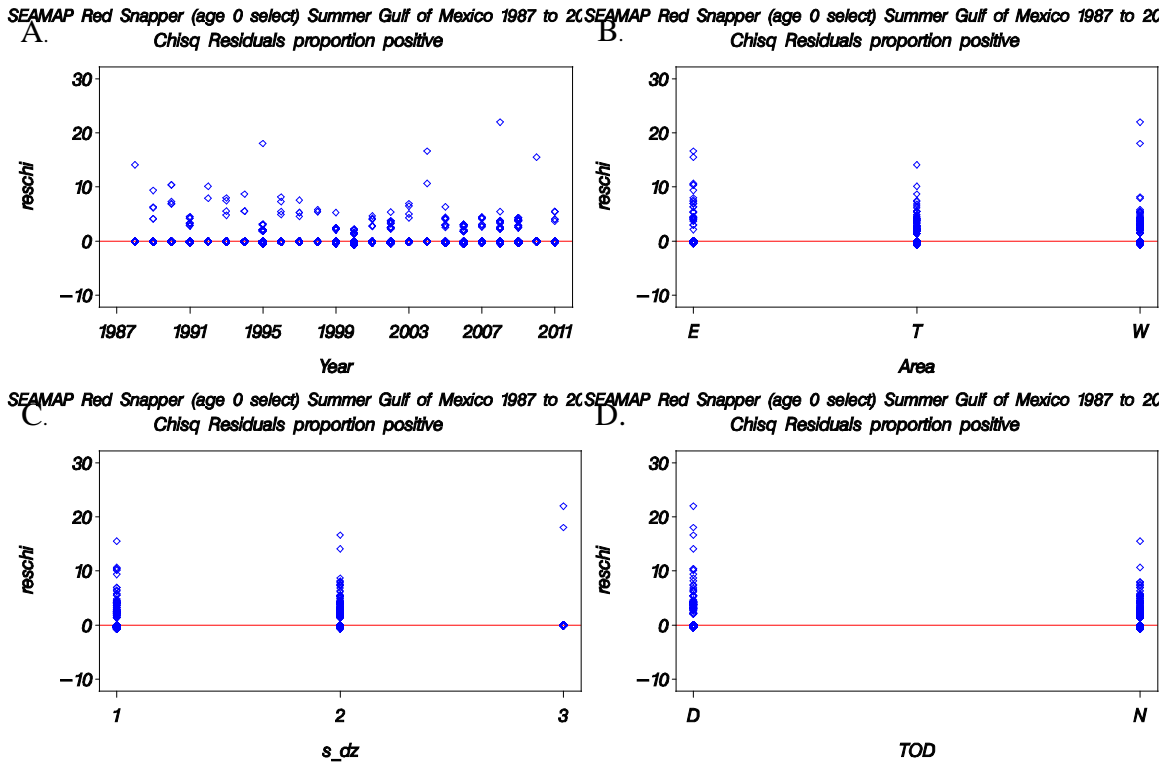 SEAMAP Red Snapper (age 0 select) Summer Gulf of Mexico 1987 to
A.
Chisq Residuals proportion positive
30
20
10
0
−10
reschi
1987 1991 1995 1999 2003 2007 2011
Year
SEAMAP Red Snapper (age 0 select) Summer Gulf of Mexico 1987 to
B.
Chisq Residuals proportion positive
30
20
10
0
−10
reschi
E T W
Area
SEAMAP Red Snapper (age 0 select) Summer Gulf of Mexico 1987 to
C.
Chisq Residuals proportion positive
30
20
10
0
−10
reschi
1 2 3
s_dz
SEAMAP Red Snapper (age 0 select) Summer Gulf of Mexico 1987 to
D.
Chisq Residuals proportion positive
30
20
10
0
−10
reschi
D N
TOD